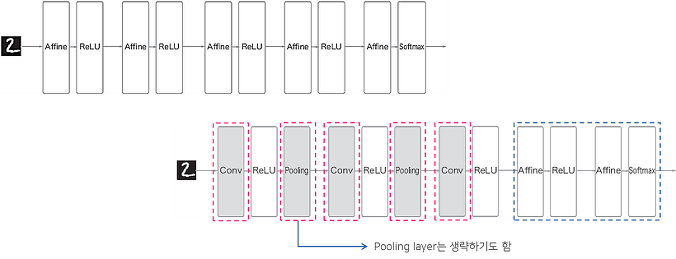 2 Affine ReLU Affine ReLU Affine ReLU Affine ReLU Affine Softmax
2 Conv ReLU Pooling Conv ReLU Pooling Conv ReLU Affine ReLU Affine Softmax
Pooling layer는 생략하기도 함